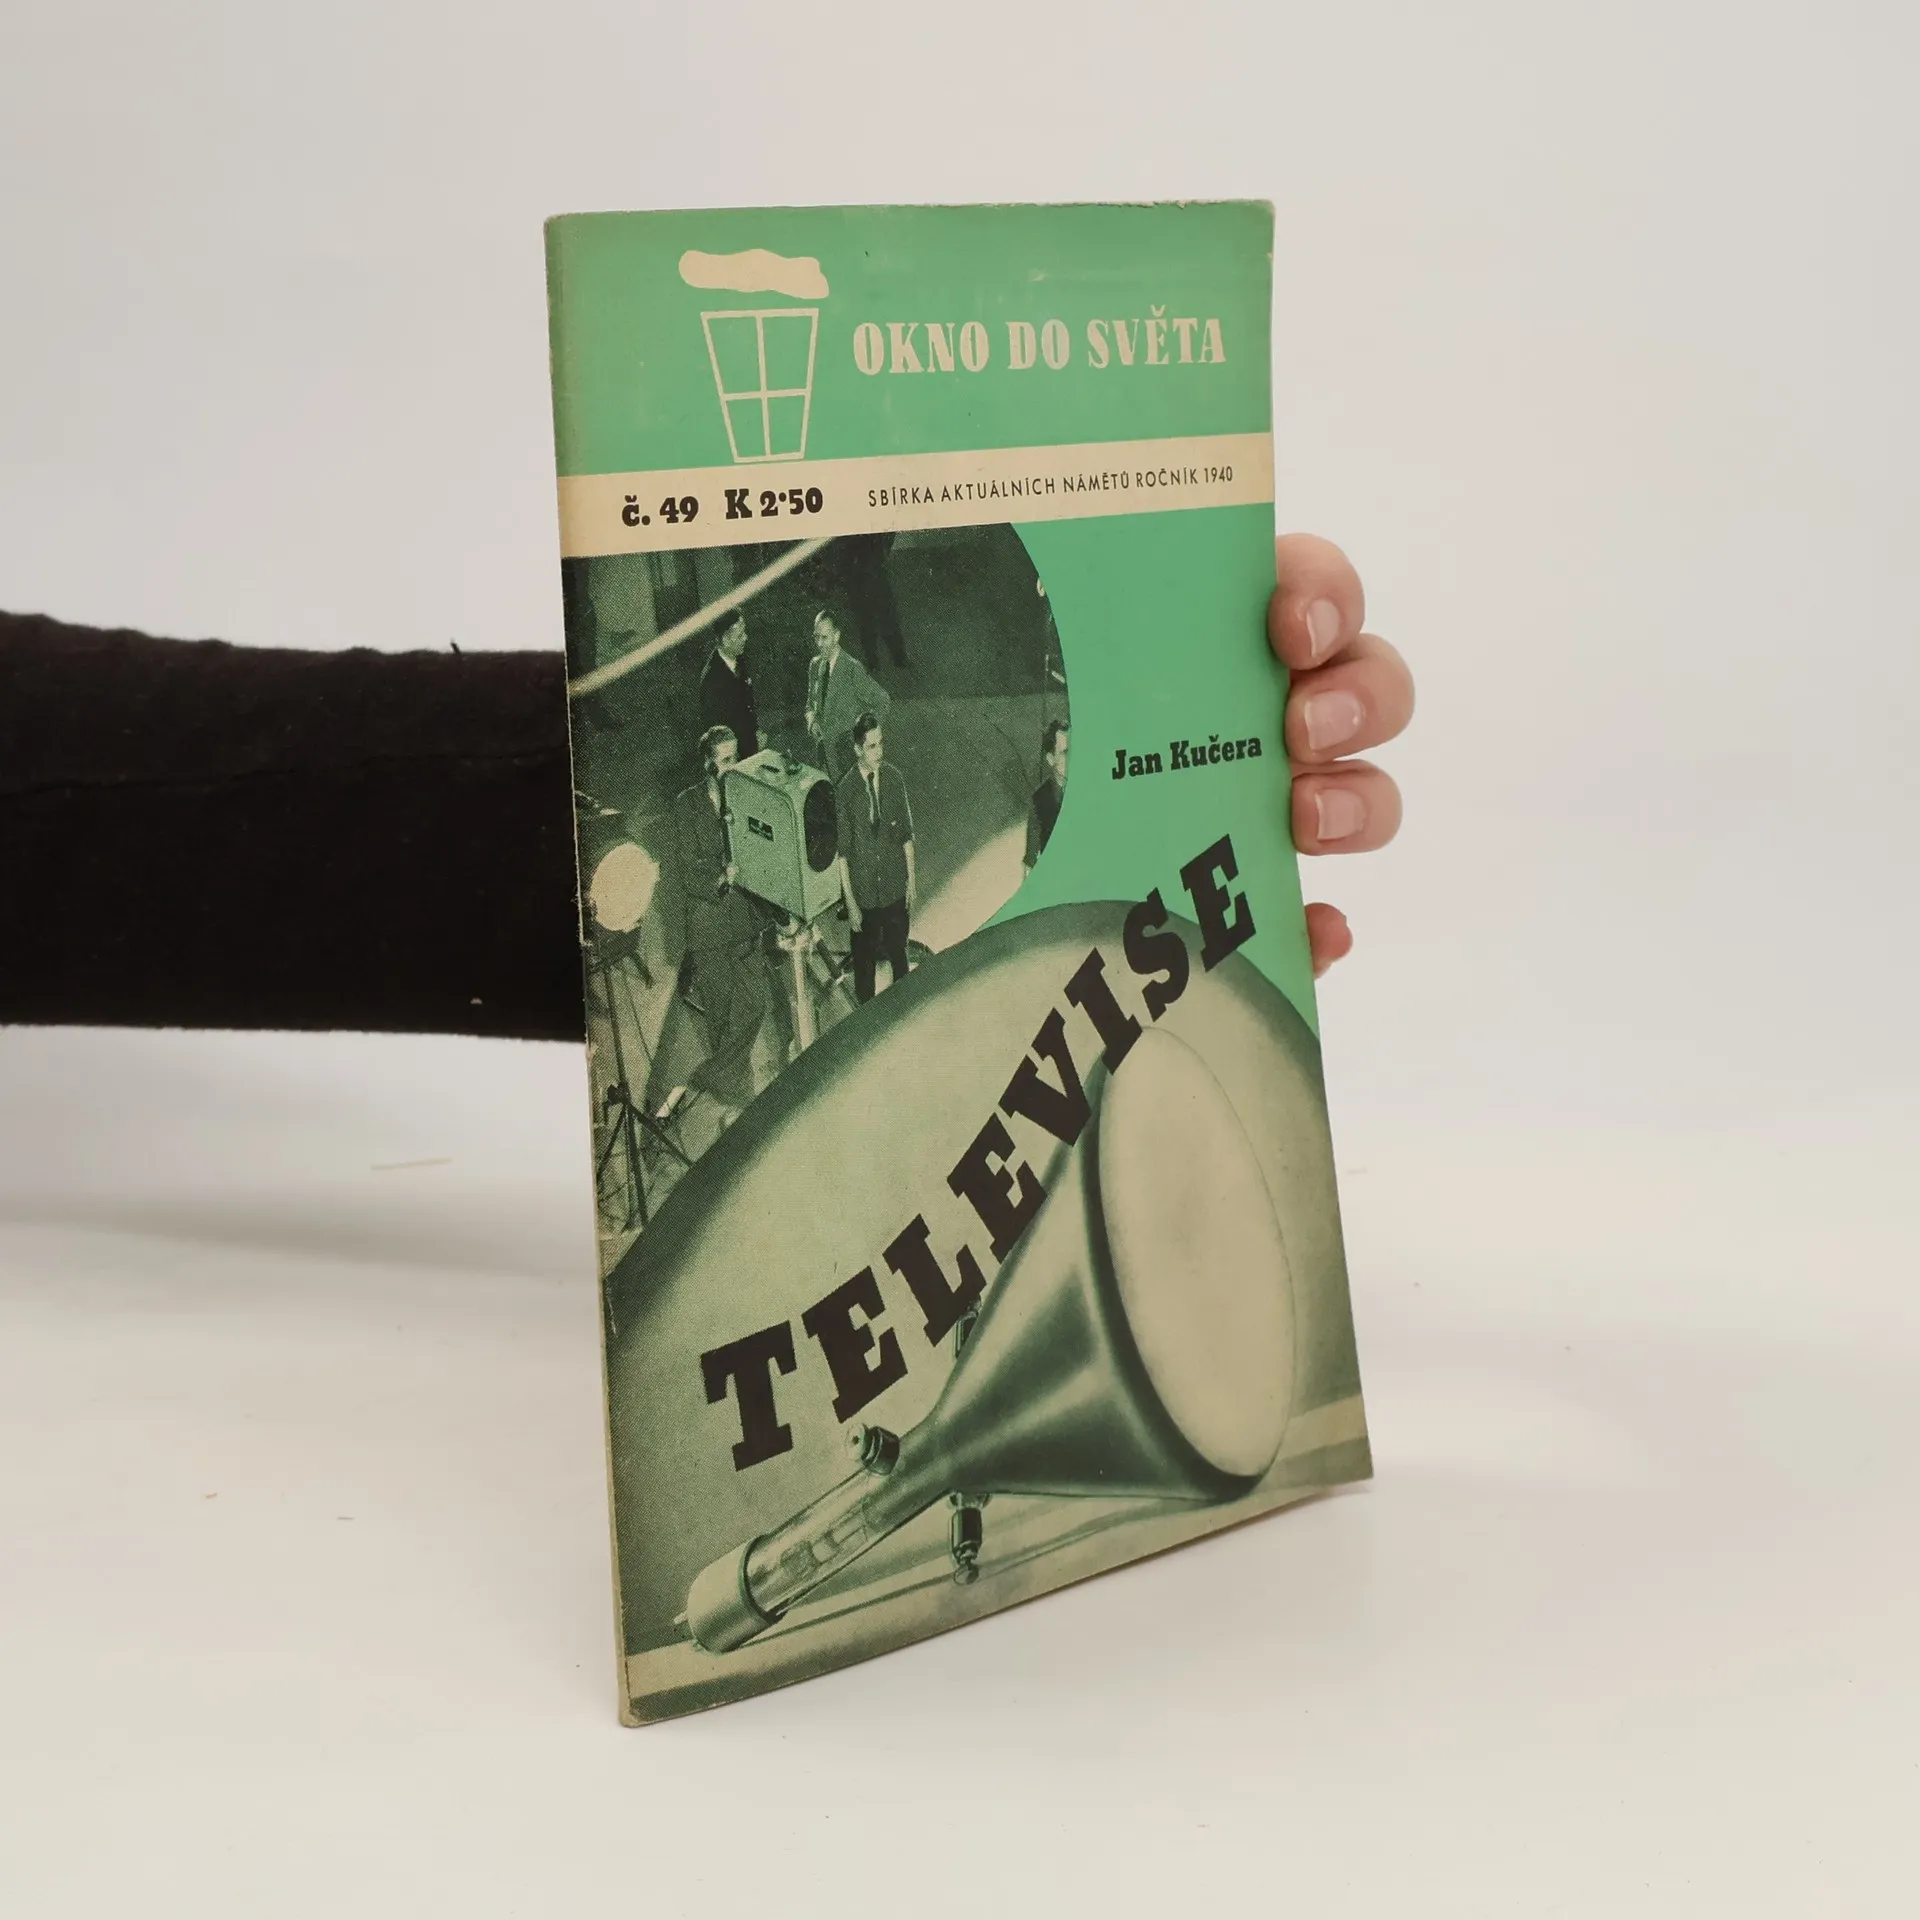 OKNO DO SVĚTA
č. 49 K 2·50 SBÍRKA AKTUÁLNÍCH NÁMĚTŮ ROČNÍK 1940
Jan Kučera
TELEVISE